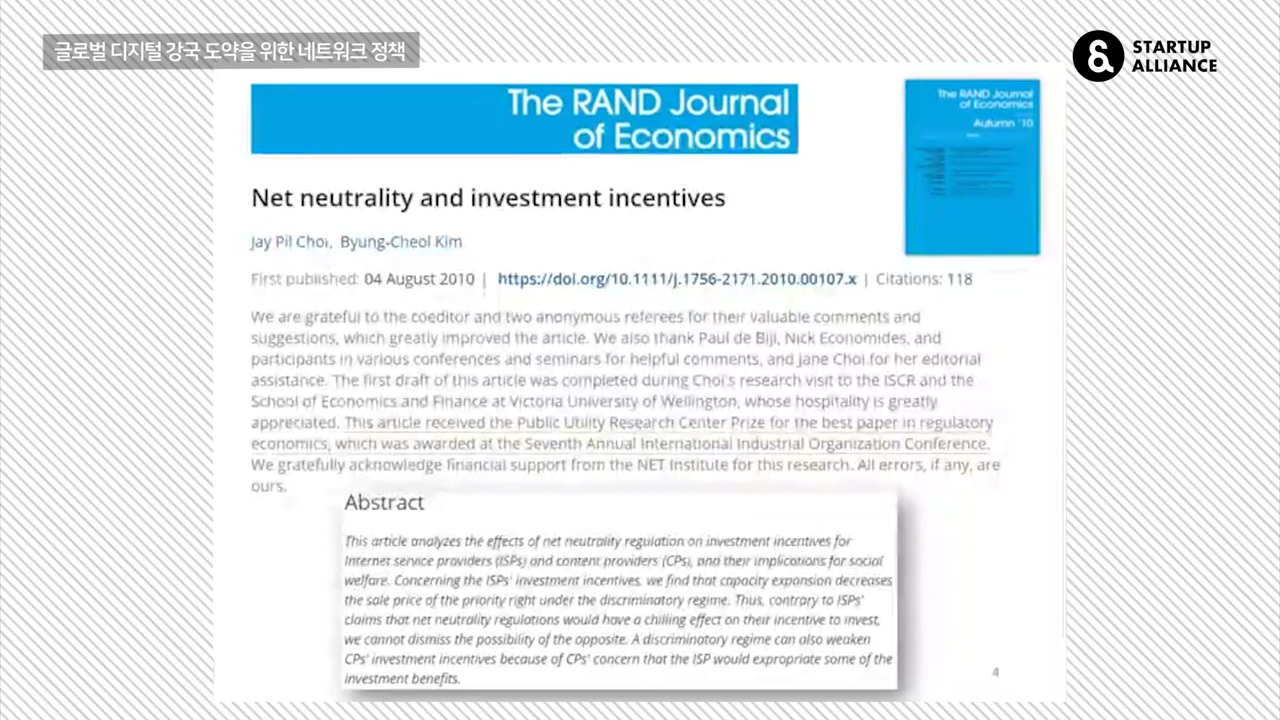 글로벌 디지털 강국 도약을 위한 네트워크 정책
STARTUP
ALLIANCE
The RAND Journal
of Economics
The RAND Journal
of Economics
Autumn '10
Net neutrality and investment incentives
Jay Pil Choi, Byung-Cheol Kim
First published: 04 August 2010 | https://doi.org/10.1111/j.1756-2171.2010.00107.x | Citations: 118
We are grateful to the coeditor and two anonymous referees for their valuable comments and
suggestions, which greatly improved the article. We also thank Paul de Bijl, Nick Economides, and
participants in various conferences and seminars for helpful comments, and Jane Choi for her editorial
assistance. The first draft of this article was completed during Choi's research visit to the ISCR and the
School of Economics and Finance at Victoria University of Wellington, whose hospitality is greatly
appreciated. This article received the Public Utility Research Center Prize for the best paper in regulatory
economics, which was awarded at the Seventh Annual International Industrial Organization Conference.
We gratefully acknowledge financial support from the NET Institute for this research. All errors, if any, are
ours.
Abstract
This article analyzes the effects of net neutrality regulation on investment incentives for
Internet service providers (ISPs) and content providers (CPs), and their implications for social
welfare. Concerning the ISPs' investment incentives, we find that capacity expansion decreases
the sale price of the priority right under the discriminatory regime. Thus, contrary to ISPs'
claims that net neutrality regulations would have a chilling effect on their incentive to invest,
we cannot dismiss the possibility of the opposite. A discriminatory regime can also weaken
CPs' investment incentives because of CPs' concern that the ISP would expropriate some of the
investment benefits.
4